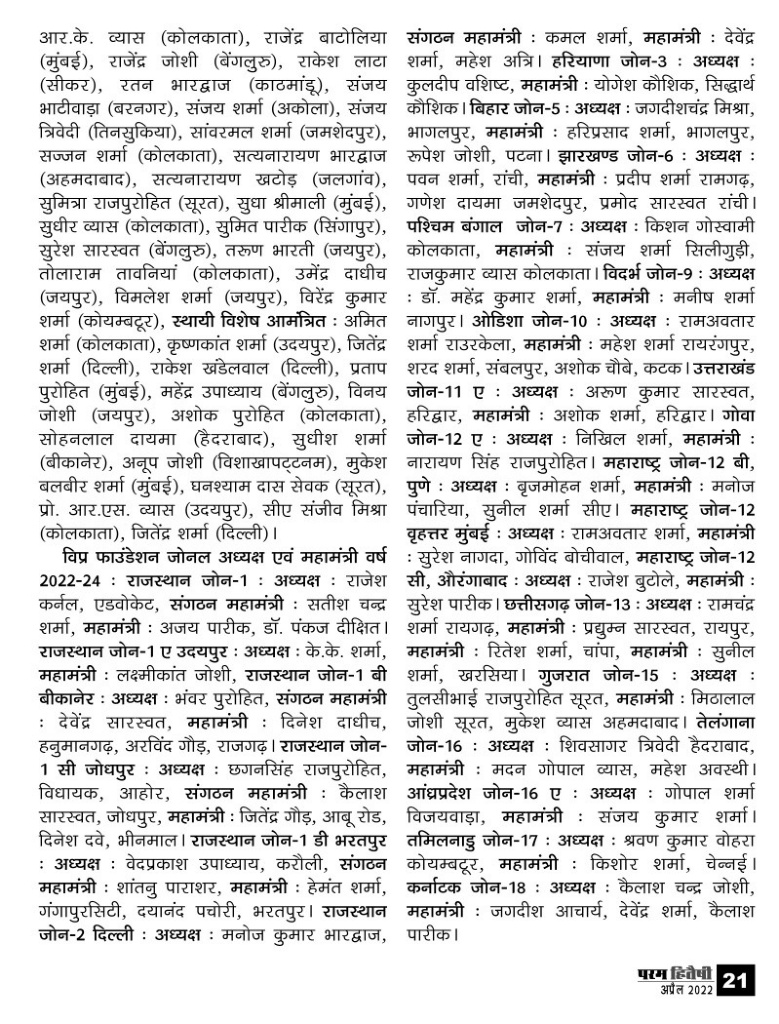 आर.के. व्यास (कोलकाता), राजेंद्र बाटोलिया
(मुंबई), राजेंद्र जोशी (बेंगलुरु), राकेश लाटा
(सीकर), रतन भारद्वाज (काठमांडू), संजय
भाटीवाड़ा (बरनगर), संजय शर्मा (अकोला), संजय
त्रिवेदी (तिनसुकिया), सांवरमल शर्मा (जमशेदपुर),
सज्जन शर्मा (कोलकाता), सत्यनारायण भारद्वाज
(अहमदाबाद), सत्यनारायण खटोड़ (जलगांव),
सुमित्रा राजपुरोहित (सूरत), सुधा श्रीमाली (मुंबई),
सुधीर व्यास (कोलकाता), सुमित पारीक (सिंगापुर),
सुरेश सारस्वत (बेंगलुरु), तरूण भारती (जयपुर),
तोलाराम तावनियां (कोलकाता), उमेंद्र दाधीच
(जयपुर), विमलेश शर्मा (जयपुर), विरेंद्र कुमार
शर्मा (कोयम्बटूर), स्थायी विशेष आमंत्रित : अमित
शर्मा (कोलकाता), कृष्णकांत शर्मा (उदयपुर), जितेंद्र
शर्मा (दिल्ली), राकेश खंडेलवाल (दिल्ली), प्रताप
पुरोहित (मुंबई), महेंद्र उपाध्याय (बेंगलुरु), विनय
जोशी (जयपुर), अशोक पुरोहित (कोलकाता),
सोहनलाल दायमा (हैदराबाद), सुधीश शर्मा
(बीकानेर), अनूप जोशी (विशाखापट्टनम), मुकेश
बलबीर शर्मा (मुंबई), घनश्याम दास सेवक (सूरत),
प्रो. आर.एस. व्यास (उदयपुर), सीए संजीव मिश्रा
(कोलकाता), जितेंद्र शर्मा (दिल्ली)।
विप्र फाउंडेशन जोनल अध्यक्ष एवं महामंत्री वर्ष
2022-24 : राजस्थान जोन-1 : अध्यक्ष : राजेश
कर्नल, एडवोकेट, संगठन महामंत्री : सतीश चन्द्र
शर्मा, महामंत्री : अजय पारीक, डॉ. पंकज दीक्षित।
राजस्थान जोन-1 ए उदयपुर : अध्यक्ष : के.के. शर्मा,
महामंत्री : लक्ष्मीकांत जोशी, राजस्थान जोन-1 बी
बीकानेर : अध्यक्ष : भंवर पुरोहित, संगठन महामंत्री
: देवेंद्र सारस्वत, महामंत्री : दिनेश दाधीच,
हनुमानगढ़, अरविंद गौड़, राजगढ़। राजस्थान जोन-
1 सी जोधपुर : अध्यक्ष : छगनसिंह राजपुरोहित,
विधायक, आहोर, संगठन महामंत्री : कैलाश
सारस्वत, जोधपुर, महामंत्री : जितेंद्र गौड़, आबू रोड,
दिनेश दवे, भीनमाल। राजस्थान जोन-1 डी भरतपुर
: अध्यक्ष : वेदप्रकाश उपाध्याय, करौली, संगठन
महामंत्री : शांतनु पाराशर, महामंत्री : हेमंत शर्मा,
गंगापुरसिटी, दयानंद पचोरी, भरतपुर। राजस्थान
जोन-2 दिल्ली : अध्यक्ष : मनोज कुमार भारद्वाज,
संगठन महामंत्री : कमल शर्मा, महामंत्री : देवेंद्र
शर्मा, महेश अत्रि। हरियाणा जोन-3 : अध्यक्ष :
कुलदीप वशिष्ट, महामंत्री : योगेश कौशिक, सिद्धार्थ
कौशिक। बिहार जोन-5 : अध्यक्ष : जगदीशचंद्र मिश्रा,
भागलपुर, महामंत्री : हरिप्रसाद शर्मा, भागलपुर,
रूपेश जोशी, पटना। झारखण्ड जोन-6 : अध्यक्ष :
पवन शर्मा, रांची, महामंत्री : प्रदीप शर्मा रामगढ़,
गणेश दायमा जमशेदपुर, प्रमोद सारस्वत रांची।
पश्चिम बंगाल जोन-7 : अध्यक्ष : किशन गोस्वामी
कोलकाता, महामंत्री : संजय शर्मा सिलीगुड़ी,
राजकुमार व्यास कोलकाता। विदर्भ जोन-9 : अध्यक्ष
: डॉ. महेंद्र कुमार शर्मा, महामंत्री : मनीष शर्मा
नागपुर। ओडिशा जोन-10 : अध्यक्ष : रामअवतार
शर्मा राउरकेला, महामंत्री : महेश शर्मा रायरंगपुर,
शरद शर्मा, संबलपुर, अशोक चौबे, कटक। उत्तराखंड
जोन-11 ए : अध्यक्ष : अरूण कुमार सारस्वत,
हरिद्वार, महामंत्री : अशोक शर्मा, हरिद्वार। गोवा
जोन-12 ए : अध्यक्ष : निखिल शर्मा, महामंत्री :
नारायण सिंह राजपुरोहित। महाराष्ट्र जोन-12 बी,
पुणे : अध्यक्ष : बृजमोहन शर्मा, महामंत्री : मनोज
पंचारिया, सुनील शर्मा सीए। महाराष्ट्र जोन-12
वृहत्तर मुंबई : अध्यक्ष : रामअवतार शर्मा, महामंत्री
: सुरेश नागदा, गोविंद बोचीवाल, महाराष्ट्र जोन-12
सी, औरंगाबाद : अध्यक्ष : राजेश बुटोले, महामंत्री :
सुरेश पारीक। छत्तीसगढ़ जोन-13 : अध्यक्ष : रामचंद्र
शर्मा रायगढ़, महामंत्री : प्रद्युम्न सारस्वत, रायपुर,
महामंत्री : रितेश शर्मा, चांपा, महामंत्री : सुनील
शर्मा, खरसिया। गुजरात जोन-15 : अध्यक्ष :
तुलसीभाई राजपुरोहित सूरत, महामंत्री : मिठालाल
जोशी सूरत, मुकेश व्यास अहमदाबाद। तेलंगाना
जोन-16 : अध्यक्ष : शिवसागर त्रिवेदी हैदराबाद,
महामंत्री : मदन गोपाल व्यास, महेश अवस्थी।
आंध्रप्रदेश जोन-16 ए : अध्यक्ष : गोपाल शर्मा
विजयवाड़ा, महामंत्री : संजय कुमार शर्मा।
तमिलनाडु जोन-17 : अध्यक्ष : श्रवण कुमार वोहरा
कोयम्बटूर, महामंत्री : किशोर शर्मा, चेन्नई।
कर्नाटक जोन-18 : अध्यक्ष : कैलाश चन्द्र जोशी,
महामंत्री : जगदीश आचार्य, देवेंद्र शर्मा, कैलाश
पारीक।
परम हितैषी
अप्रैल 2022 21